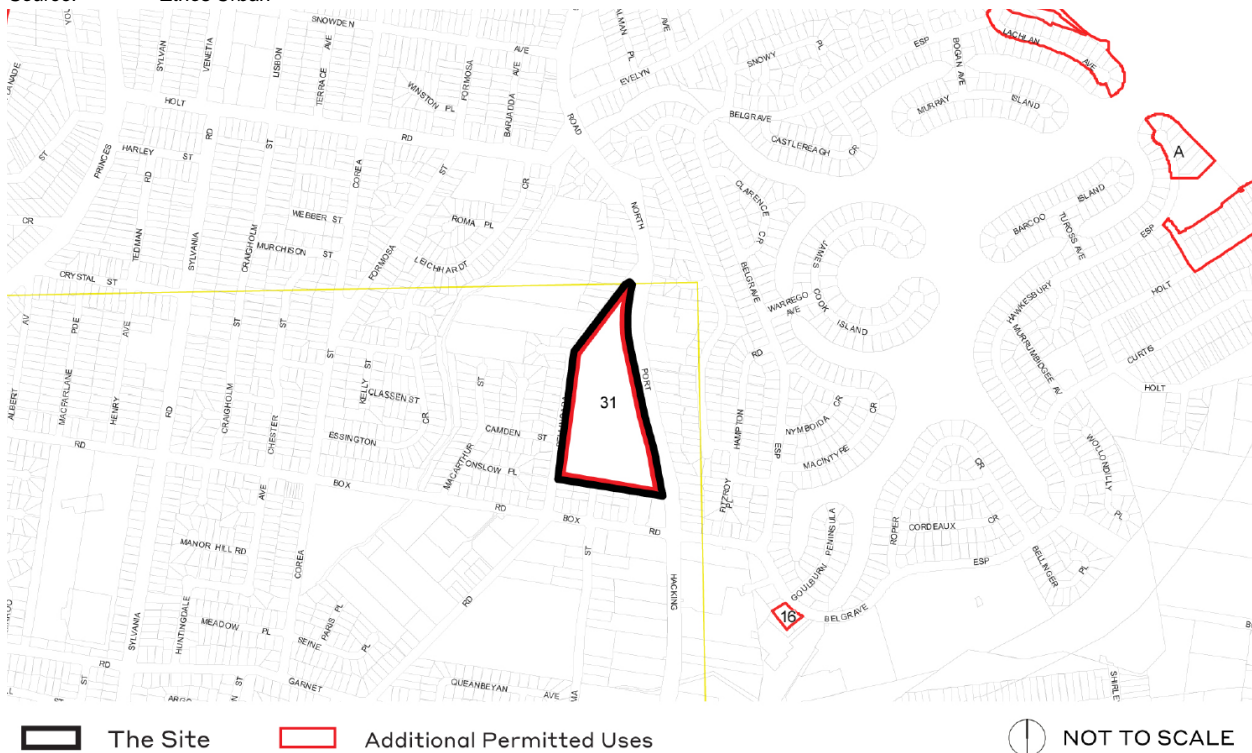 SNOWDEN
AVE
PL
AVE
SYLVAN
VENETIA
LISBON
TERRACE
AVE
FORMOSA
AVE
BARJADDA
WINSTON PL
EVELYN
SNOWY
PL
ESP
BOGAN AVE
LACHLAN
AVE
HOLT
RD
ST
RD
ROAD
BELGRAVE
MURRAY
ISLAND
CASTLEREAGH
CR
PRINCES
HARLEY ST
RD
ST
COREA
ST
CR
A
CLARENCE
CR
ISLAND
BARCOO
TUROSS AVE
ESP
WEBBER ST
ROMA PL
NORTH
CR
TEDMAN
SYLVANIA
CRAIGHOLM
MURCHISON ST
FORMOSA
LEICHHARDT
JAMES
COOK
ISLAND
CRYSTAL ST
BELGRAVE
WARREGO
AVE
HAWKESBURY
HOLT
AV
POE
AVE
ST
ST
MURRUMBIDGEE AV
CURTIS
ST
ST
RD
PORT
HOLT
31
ALBERT
MACFARLANE
HENRY
RD
CRAIGHOLM
CHESTER
KELLY
CLASSEN ST
CR
ST
HAMPTON
NYMBOIDA
CR
CR
RD
ESSINGTON
CAMDEN ST
ESP
MACINTYRE
MACARTHUR
ONSLOW PL
WOLLONDILLY
PL
AVE
BOX
RD
BOX
RD
FITZROY
PL
PENINSULA
ROPER
CORDEAUX
CR
CR
MANOR HILL RD
COREA
ST
HACKING
GOULBURN
ESP
BELLINGER
PL
RD
SYLVANIA
HUNTINGDALE
MEADOW PL
PARIS PL
SEINE
PL
16
BELGRAVE
RD
ST
GARNET
QUEANBEYAN AVE
SHIRLEY
The Site
Additional Permitted Uses
NOT TO SCALE